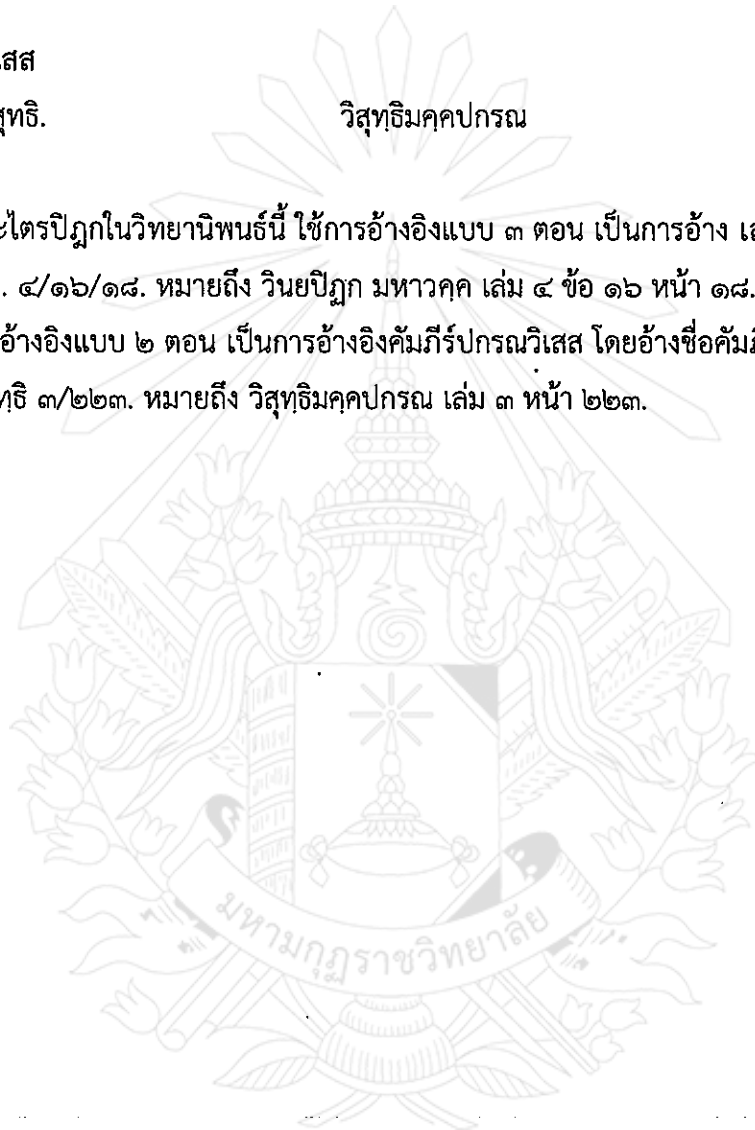 เสส
สุทธิ. วิสุทฺธิมคฺคปกรณ
ะไตรปิฎกในวิทยานิพนธ์นี้ ใช้การอ้างอิงแบบ ๓ ตอน เป็นการอ้าง
. ๔/๑๖/๑๘. หมายถึง วินยปิฏก มหาวคฺค เล่ม ๔ ข้อ ๑๖ หน้า ๑๘.
อ้างอิงแบบ ๒ ตอน เป็นการอ้างอิงคัมภีร์ปกรณวิเสส โดยอ้างชื่อคัมภี
ทฺธิ ๓/๒๒๓. หมายถึง วิสุทฺธิมคฺคปกรณ เล่ม ๓ หน้า ๒๒๓.
มหามกุฏราชวิทยาลัย